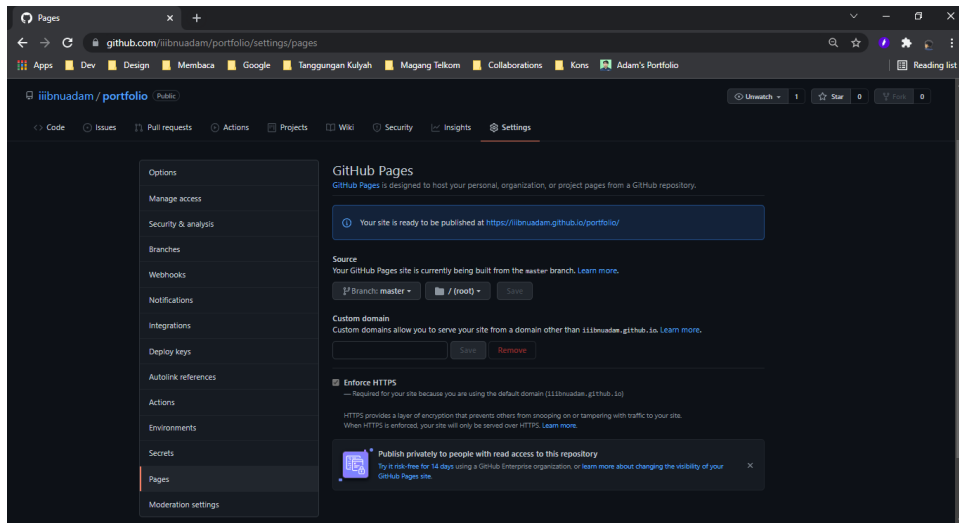 Pages
github.com/iiibnuadam/portfolio/settings/pages
Apps Dev Design Membaca Google Tanggungan Kulyah Magang Telkom Collaborations Kons Adam's Portfolio Reading list
iiibnuadam / portfolio Public
Unwatch 1 Star 0 Fork 0
Code Issues Pull requests Actions Projects Wiki Security Insights Settings
Options
Manage access
Security & analysis
Branches
Webhooks
Notifications
Integrations
Deploy keys
Autolink references
Actions
Environments
Secrets
Pages
Moderation settings
GitHub Pages
GitHub Pages is designed to host your personal, organization, or project pages from a GitHub repository.
Your site is ready to be published at https://iiibnuadam.github.io/portfolio/
Source
Your GitHub Pages site is currently being built from the master branch. Learn more.
Branch: master / (root) Save
Custom domain
Custom domains allow you to serve your site from a domain other than iiibnuadam.github.io. Learn more.
Save Remove
Enforce HTTPS
— Required for your site because you are using the default domain (iiibnuadam.github.io)
HTTPS provides a layer of encryption that prevents others from snooping on or tampering with traffic to your site.
When HTTPS is enforced, your site will only be served over HTTPS. Learn more.
Publish privately to people with read access to this repository
Try it risk-free for 14 days using a GitHub Enterprise organization, or learn more about changing the visibility of your
GitHub Pages site.